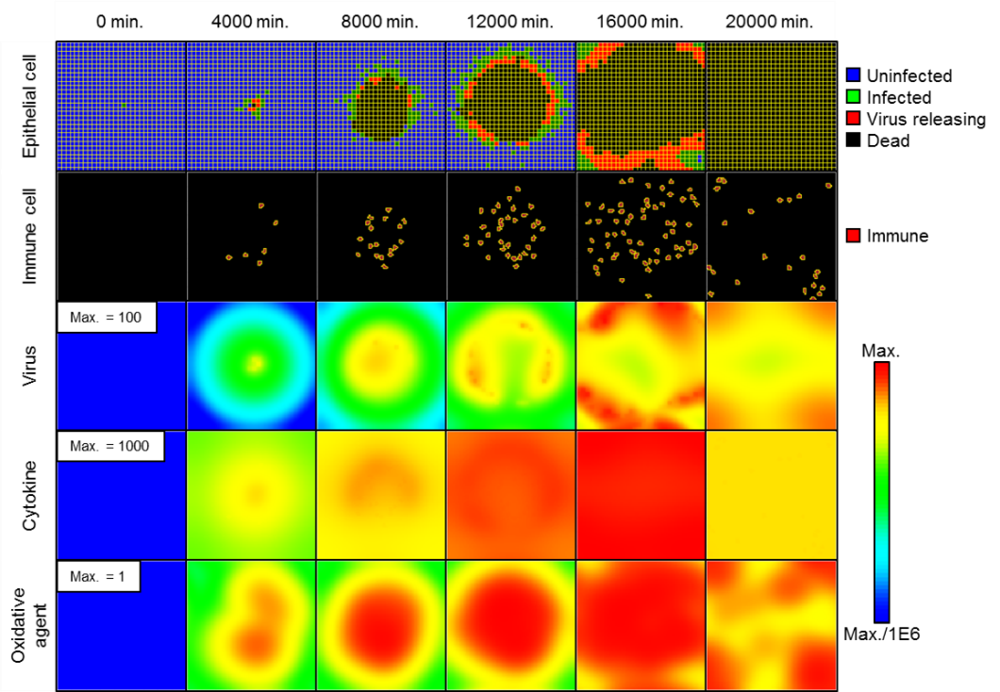 0 min.
4000 min.
8000 min.
12000 min.
16000 min.
20000 min.
Epithelial cell
Uninfected
Infected
Virus releasing
Dead
Immune cell
Immune
Virus
Max. = 100
Max.
Cytokine
Max. = 1000
Oxidative
agent
Max. = 1
Max./1E6